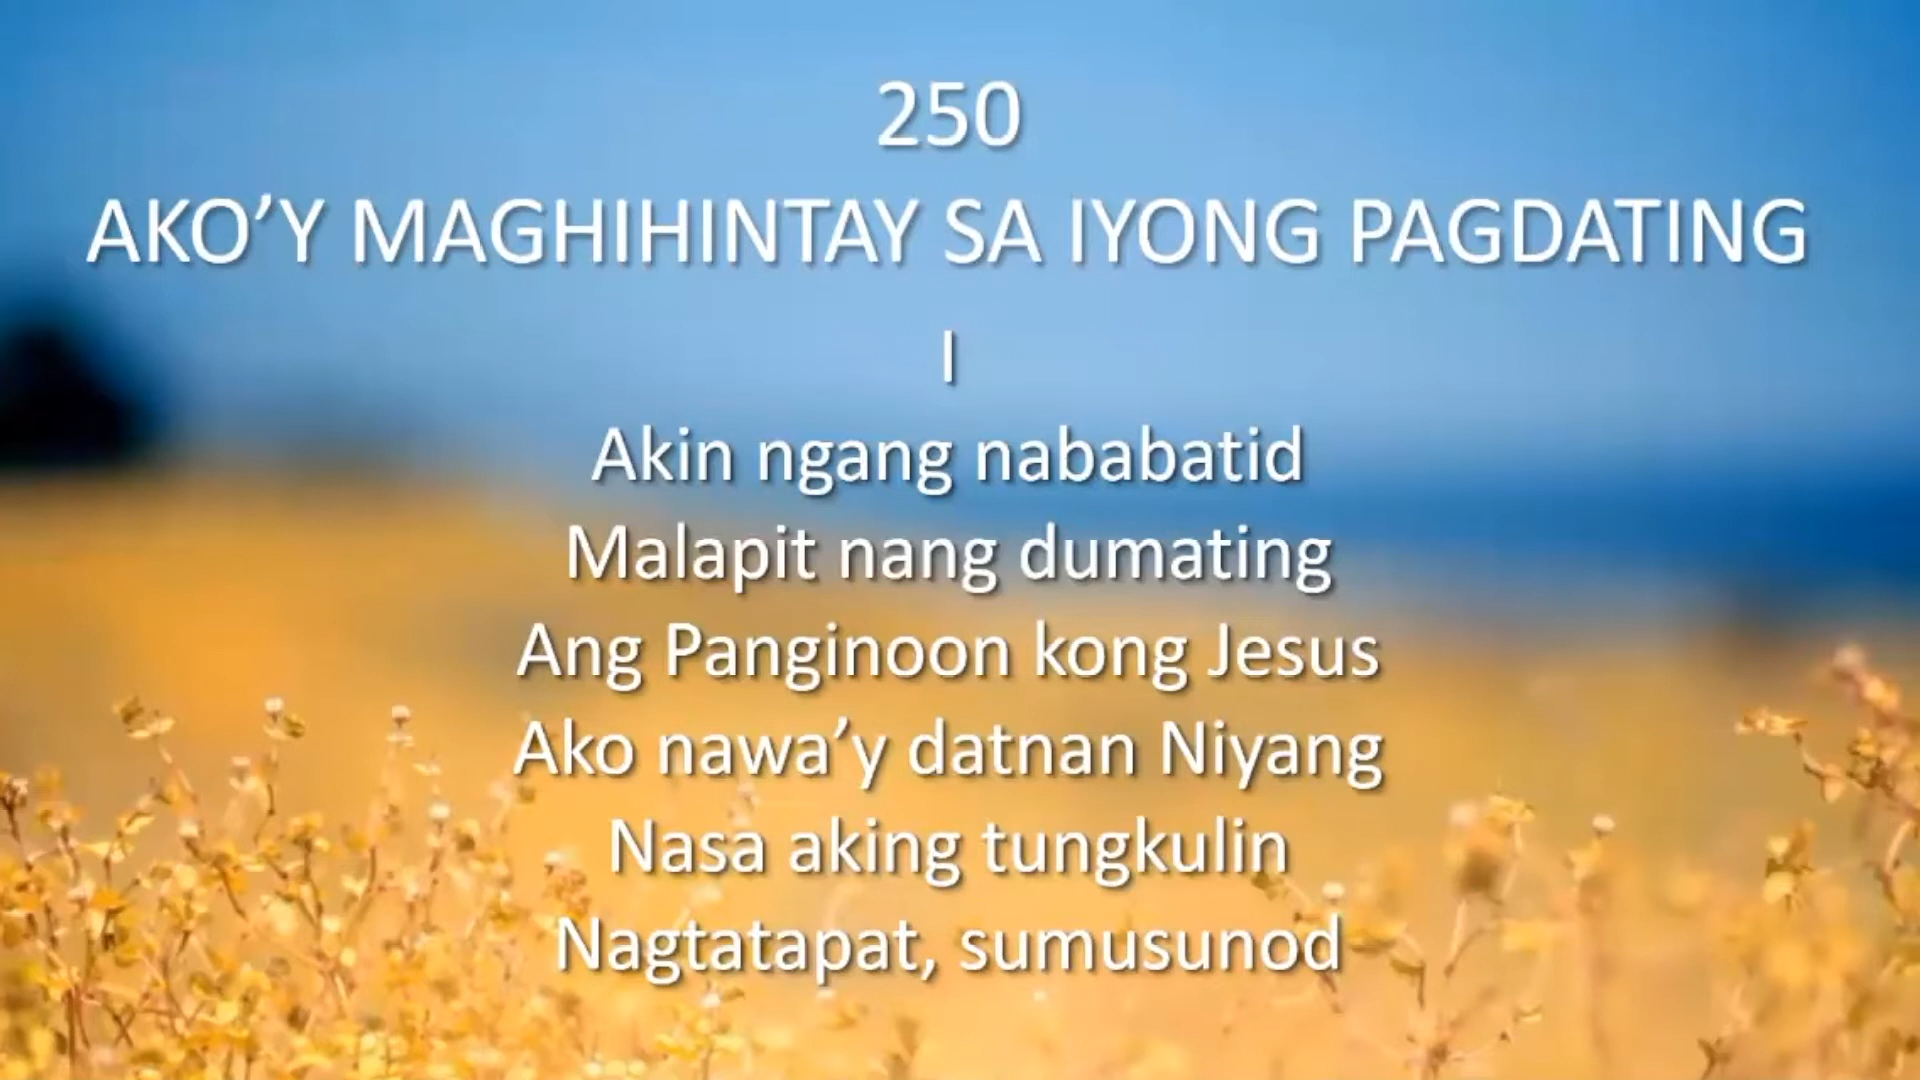 250
AKO’Y MAGHIHINTAY SA IYONG PAGDATING
I
Akin ngang nababatid
Malapit nang dumating
Ang Panginoon kong Jesus
Ako nawa’y datnan Niyang
Nasa aking tungkulin
Nagtatapat, sumusunod